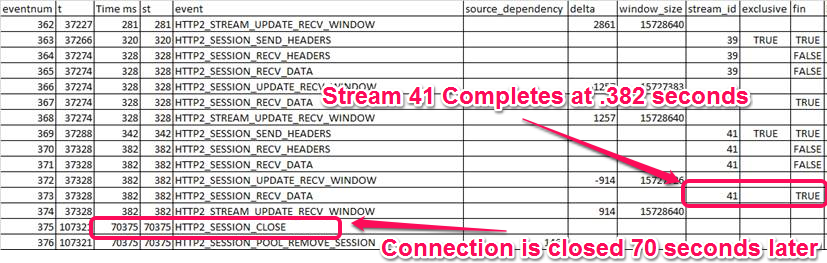 eventnum t Time ms st event source_dependency delta window_size stream_id exclusive fin
362 37227 281 281 HTTP2_STREAM_UPDATE_RECV_WINDOW 2861 15728640
363 37266 320 320 HTTP2_SESSION_SEND_HEADERS 39 TRUE TRUE
364 37274 328 328 HTTP2_SESSION_RECV_HEADERS 39 FALSE
365 37274 328 328 HTTP2_SESSION_RECV_DATA 39 FALSE
366 37274 328 328 HTTP2_SESSION_UPDATE_RECV_WINDOW -1257 15727383
367 37274 328 328 HTTP2_SESSION_RECV_DATA TRUE
Stream 41 Completes at .382 seconds
368 37274 328 328 HTTP2_STREAM_UPDATE_RECV_WINDOW 1257 15728640
369 37288 342 342 HTTP2_SESSION_SEND_HEADERS 41 TRUE TRUE
370 37328 382 382 HTTP2_SESSION_RECV_HEADERS 41 FALSE
371 37328 382 382 HTTP2_SESSION_RECV_DATA 41 FALSE
372 37328 382 382 HTTP2_SESSION_UPDATE_RECV_WINDOW -914
373 37328 382 382 HTTP2_SESSION_RECV_DATA 41 TRUE
374 37328 382 382 HTTP2_STREAM_UPDATE_RECV_WINDOW 914 15728640
375 107321 70375 70375 HTTP2_SESSION_CLOSE
376 107321 70375 70375 HTTP2_SESSION_POOL_REMOVE_SESSION
Connection is closed 70 seconds later